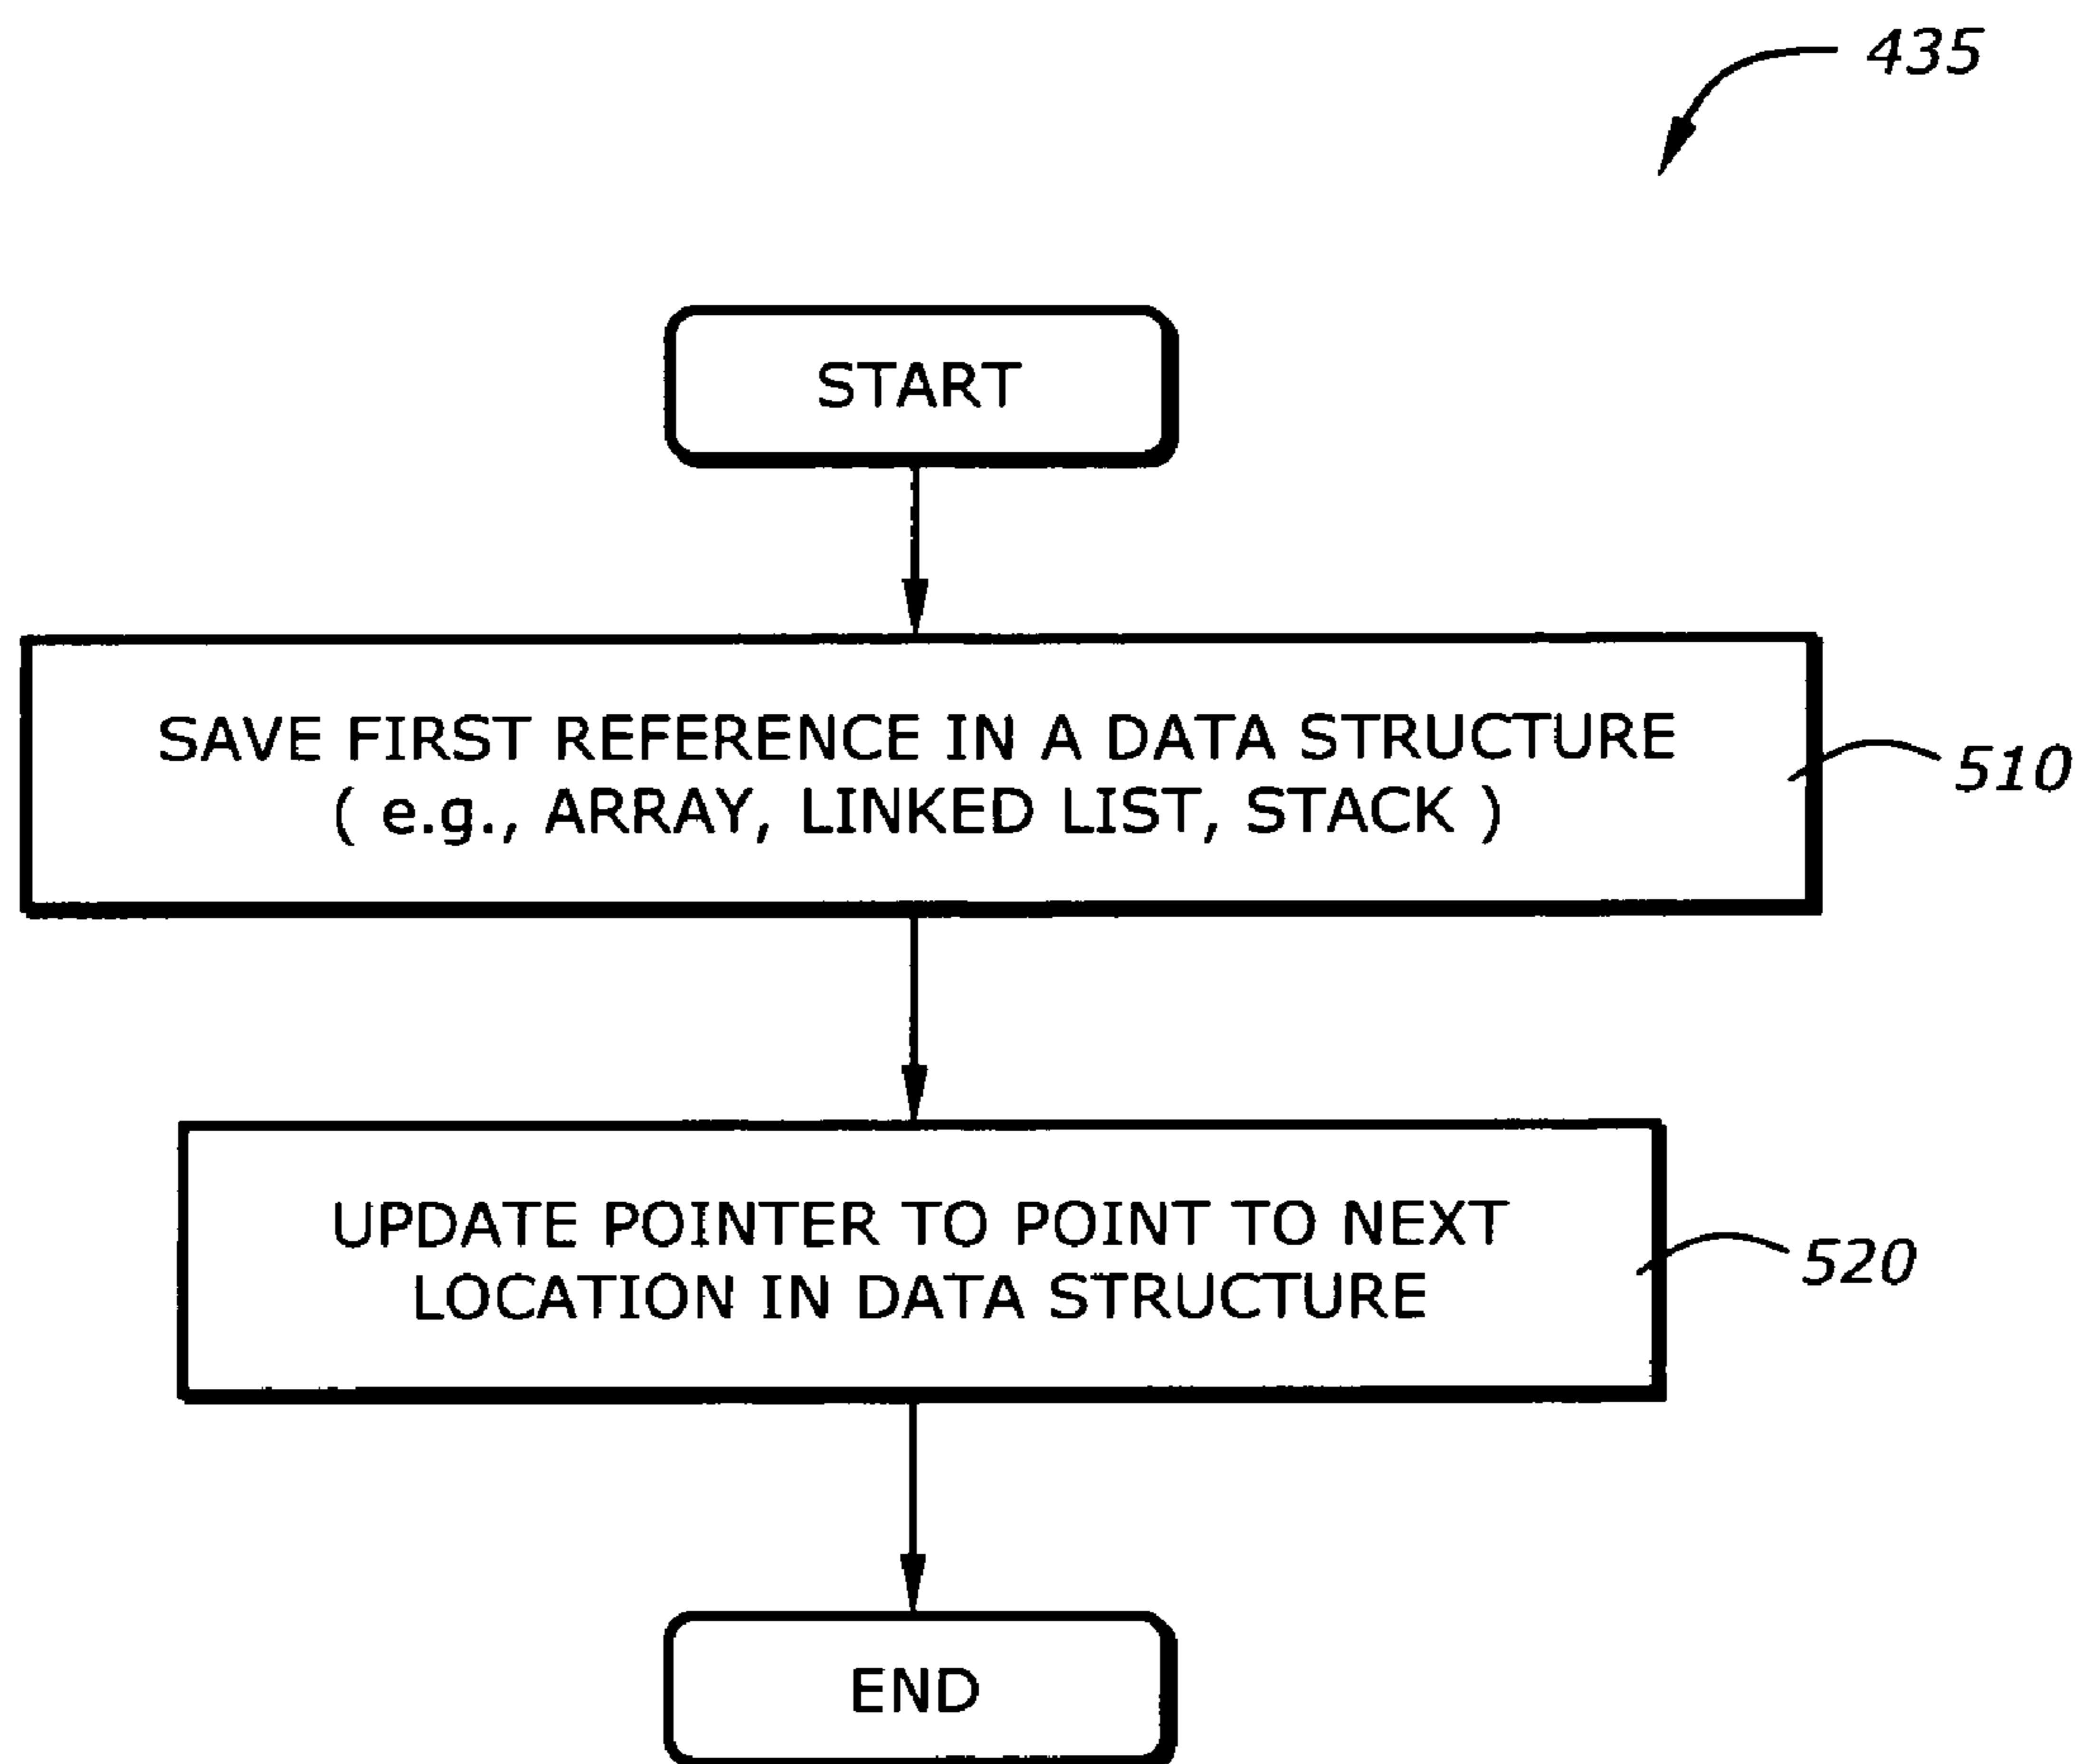 435
START
SAVE FIRST REFERENCE IN A DATA STRUCTURE
( e.g., ARRAY, LINKED LIST, STACK )
510
UPDATE POINTER TO POINT TO NEXT
LOCATION IN DATA STRUCTURE
520
END